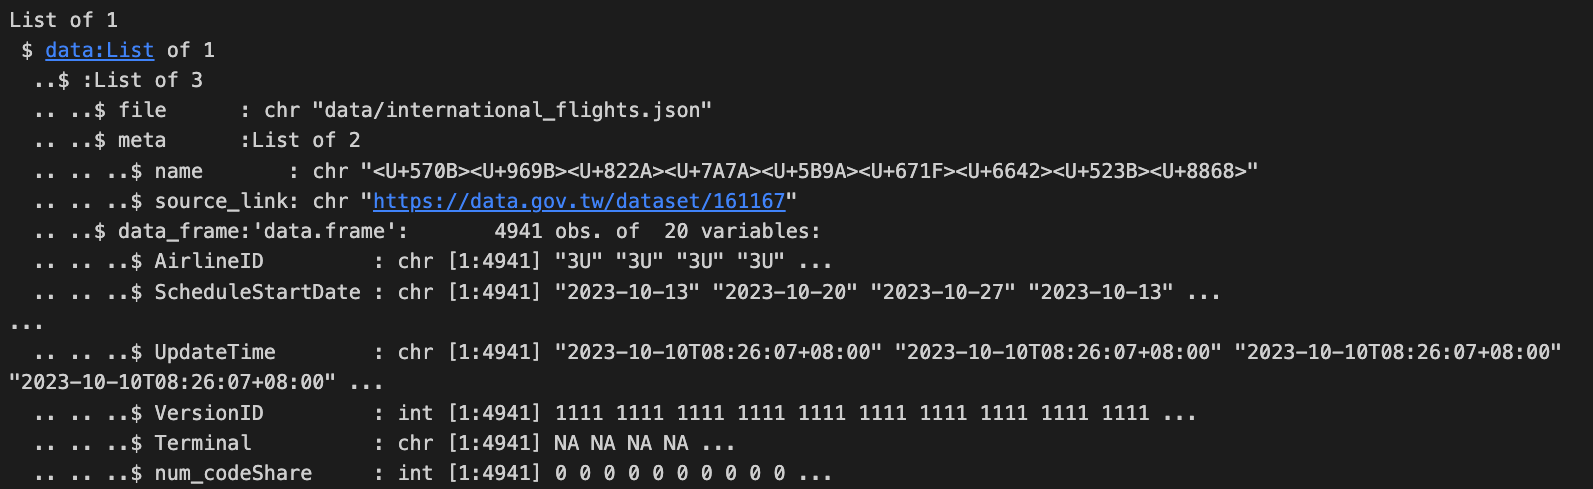 List of 1
 $ data:List of 1
  ..$ :List of 3
  .. ..$ file      : chr "data/international_flights.json"
  .. ..$ meta      :List of 2
  .. .. ..$ name       : chr "<U+570B><U+969B><U+822A><U+7A7A><U+5B9A><U+671F><U+6642><U+523B><U+8868>"
  .. .. ..$ source_link: chr "https://data.gov.tw/dataset/161167"
  .. ..$ data_frame:'data.frame':       4941 obs. of  20 variables:
  .. .. ..$ AirlineID         : chr [1:4941] "3U" "3U" "3U" "3U" ...
  .. .. ..$ ScheduleStartDate : chr [1:4941] "2023-10-13" "2023-10-20" "2023-10-27" "2023-10-13" ...
...
  .. .. ..$ UpdateTime        : chr [1:4941] "2023-10-10T08:26:07+08:00" "2023-10-10T08:26:07+08:00" "2023-10-10T08:26:07+08:00"
"2023-10-10T08:26:07+08:00" ...
  .. .. ..$ VersionID         : int [1:4941] 1111 1111 1111 1111 1111 1111 1111 1111 1111 1111 ...
  .. .. ..$ Terminal          : chr [1:4941] NA NA NA NA ...
  .. .. ..$ num_codeShare     : int [1:4941] 0 0 0 0 0 0 0 0 0 0 ...